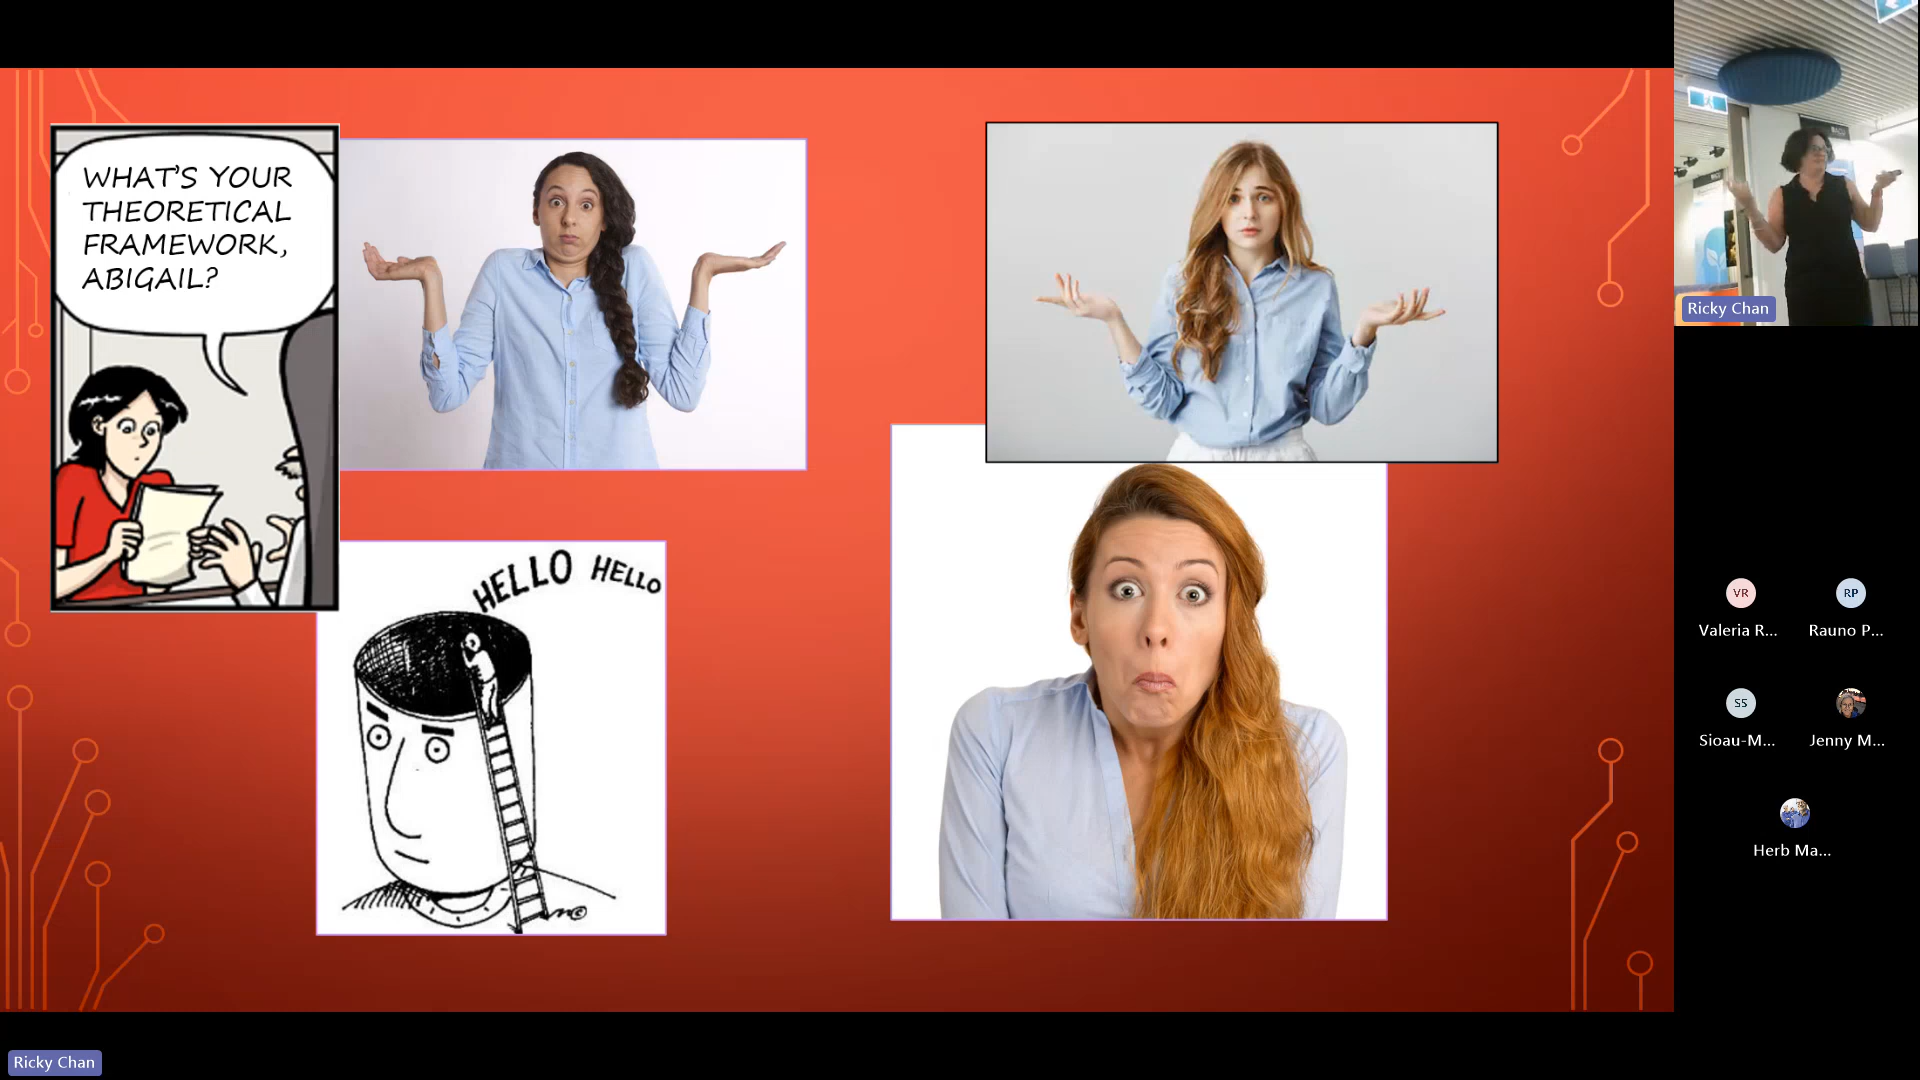 WHAT'S YOUR
THEORETICAL
FRAMEWORK,
ABIGAIL?
HELLO HELLO
Ricky Chan
VR
RP
Valeria R...
Rauno P...
SS
Sioau-M...
Jenny M...
Herb Ma...
Ricky Chan